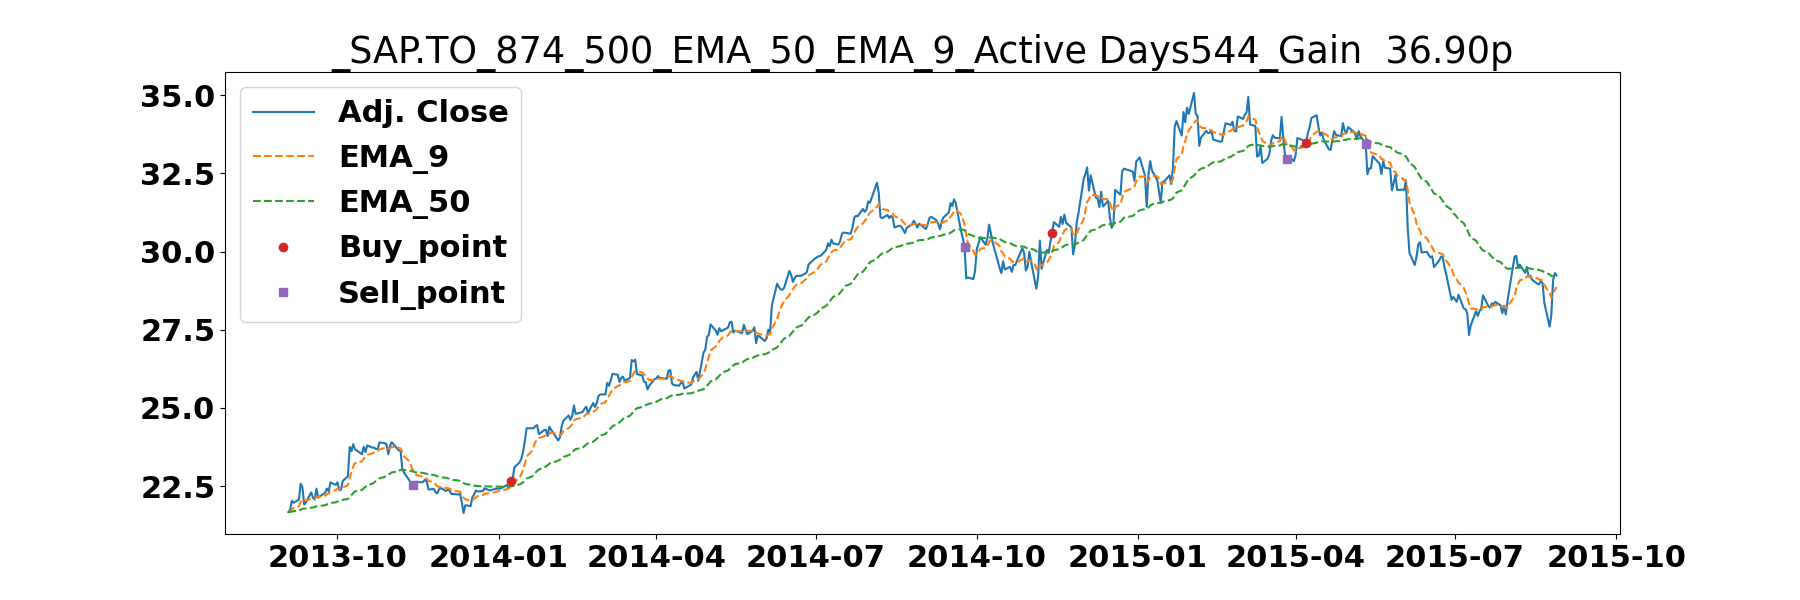 _SAP.TO_874_500_EMA_50_EMA_9_Active Days544_Gain  36.90p
35.0
32.5
30.0
27.5
25.0
22.5
Adj. Close
EMA_9
EMA_50
Buy_point
Sell_point
2013-10 2014-01 2014-04 2014-07 2014-10 2015-01 2015-04 2015-07 2015-10